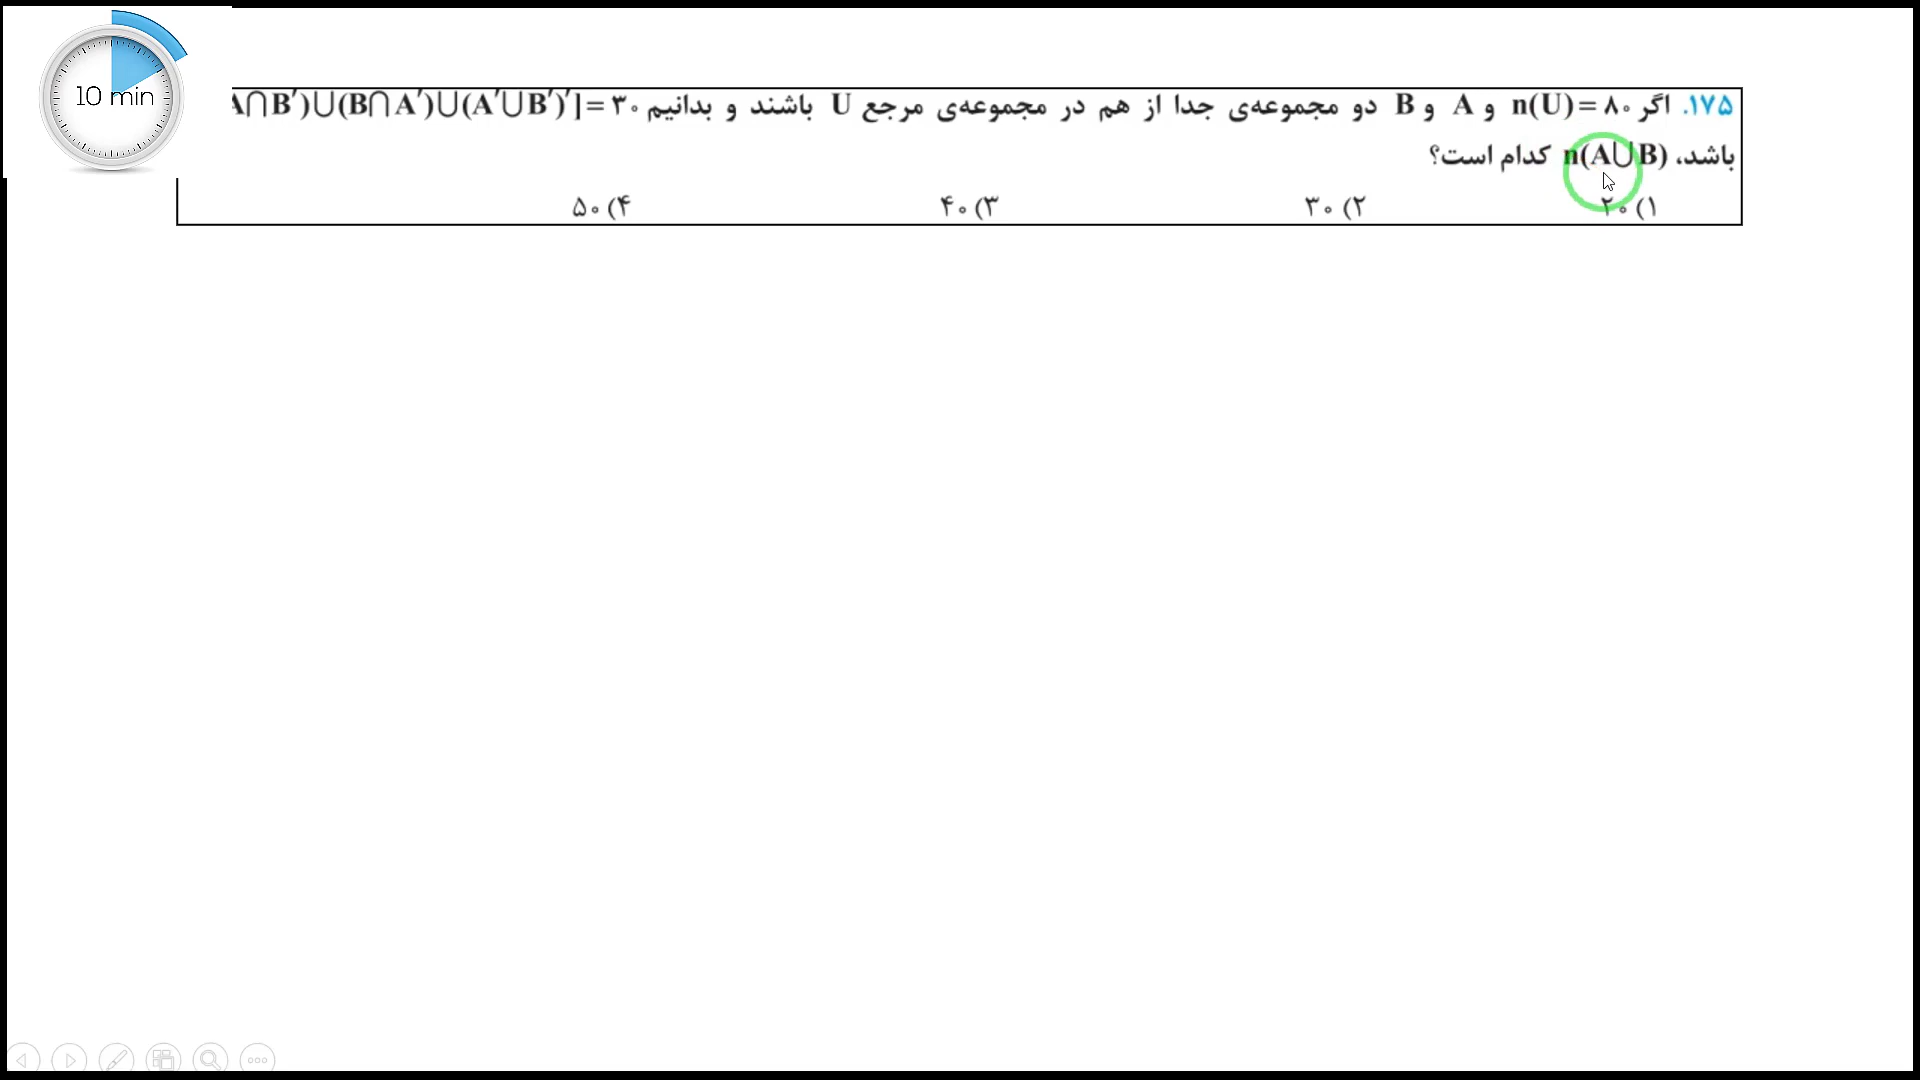 10 min
۱۷۵. اگر n(U)=۸۰ و A و B دو مجموعه‌ی جدا از هم در مجموعه‌ی مرجع U باشند و بدانیم A∩B′)∪(B∩A′)∪(A′∪B′)′]=۳۰
باشد، n(A∪B) کدام است؟
۱) ۲۰ ۲) ۳۰ ۳) ۴۰ ۴) ۵۰